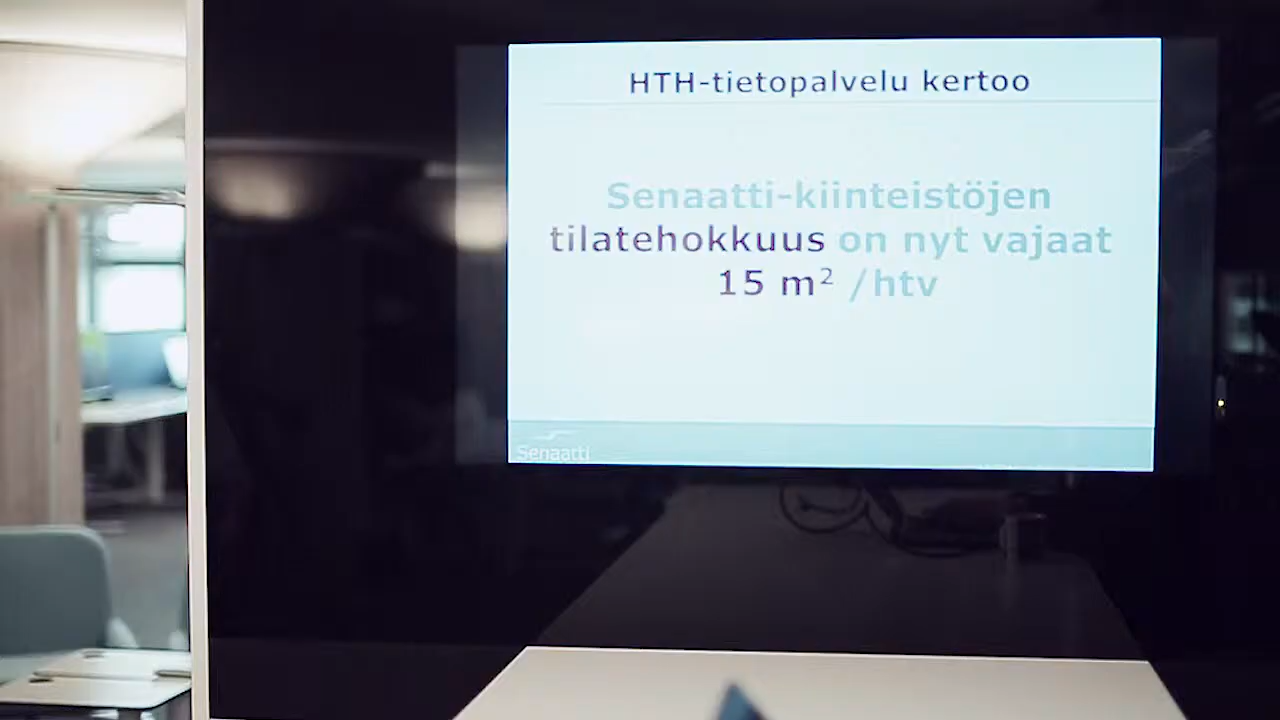 HTH-tietopalvelu kertoo
Senaatti-kiinteistöjen
tilatehokkuus on nyt vajaat
15 m² /htv
Senaatti